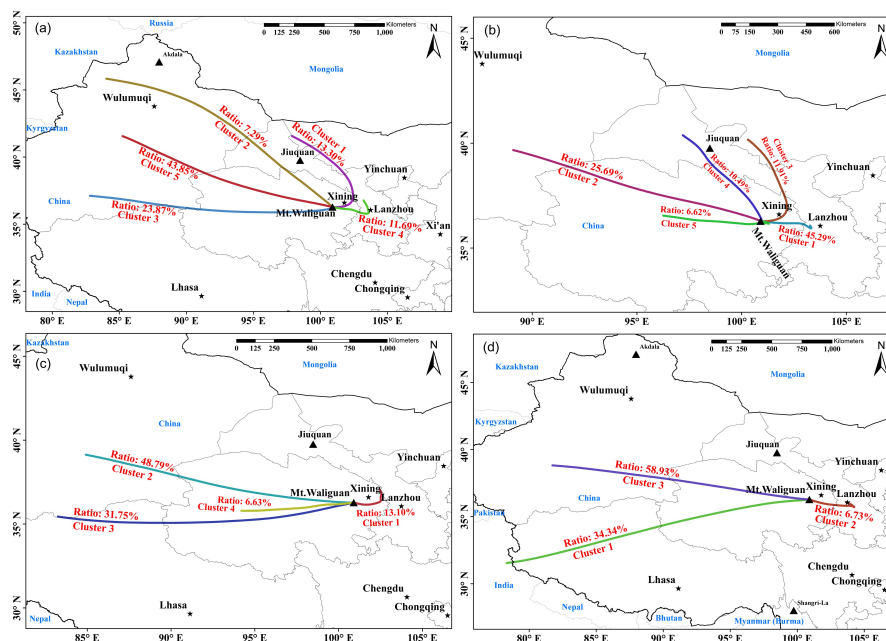 (a)
Russia
Kazakhstan
Mongolia
Kyrgyzstan
China
India
Nepal
Akdala
Wulumuqi
Jiuquan
Yinchuan
Xining
Mt.Waliguan
Lanzhou
Xi'an
Chengdu
Chongqing
Lhasa
Cluster 1
Ratio: 13.30%
Ratio: 7.29%
Cluster 2
Ratio: 43.85%
Cluster 5
Ratio: 23.87%
Cluster 3
Ratio: 11.69%
Cluster 4
0 125 250 500 750 1,000
Kilometers
N
50° N
45° N
40° N
35° N
30° N
80° E 85° E 90° E 95° E 100° E 105° E
(b)
Wulumuqi
Mongolia
China
Jiuquan
Yinchuan
Xining
Lanzhou
Mt.Waliguan
Ratio: 25.69%
Cluster 2
Ratio: 10.49%
Cluster 4
Cluster 3
Ratio: 11.91%
Ratio: 6.62%
Cluster 5
Ratio: 45.29%
Cluster 1
0 75 150 300 450 600
Kilometers
N
45° N
40° N
35° N
90° E 95° E 100° E 105° E
(c)
Kazakhstan
Mongolia
Wulumuqi
China
Jiuquan
Yinchuan
Mt.Waliguan
Xining
Lanzhou
Lhasa
Chengdu
Chongqing
Nepal
Ratio: 48.79%
Cluster 2
Ratio: 6.63%
Cluster 4
Ratio: 13.10%
Cluster 1
Ratio: 31.75%
Cluster 3
0 125 250 500 750 1,000
Kilometers
N
45° N
40° N
35° N
30° N
85° E 90° E 95° E 100° E 105° E
(d)
Akdala
Kazakhstan
Mongolia
Wulumuqi
Kyrgyzstan
Jiuquan
Yinchuan
China
Mt.Waliguan
Xining
Lanzhou
Pakistan
India
Nepal
Lhasa
Bhutan
Myanmar (Burma)
Shangri-La
Chengdu
Chongqing
Ratio: 58.93%
Cluster 3
Ratio: 6.73%
Cluster 2
Ratio: 34.34%
Cluster 1
0 125 250 500 750 1,000
Kilometers
N
45° N
40° N
35° N
30° N
80° E 85° E 90° E 95° E 100° E 105° E